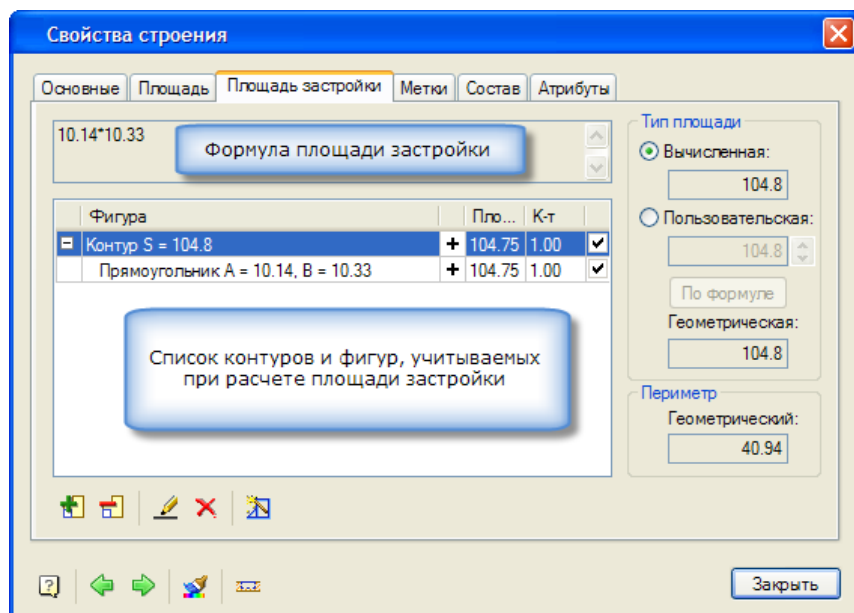 Свойства строения
Основные Площадь Площадь застройки Метки Состав Атрибуты
10.14*10.33
Формула площади застройки
Фигура Пло... К-т
Контур S = 104.8 + 104.75 1.00
Прямоугольник A = 10.14, B = 10.33 + 104.75 1.00
Список контуров и фигур, учитываемых
при расчете площади застройки
Тип площади
Вычисленная:
104.8
Пользовательская:
104.8
По формуле
Геометрическая:
104.8
Периметр
Геометрический:
40.94
Закрыть